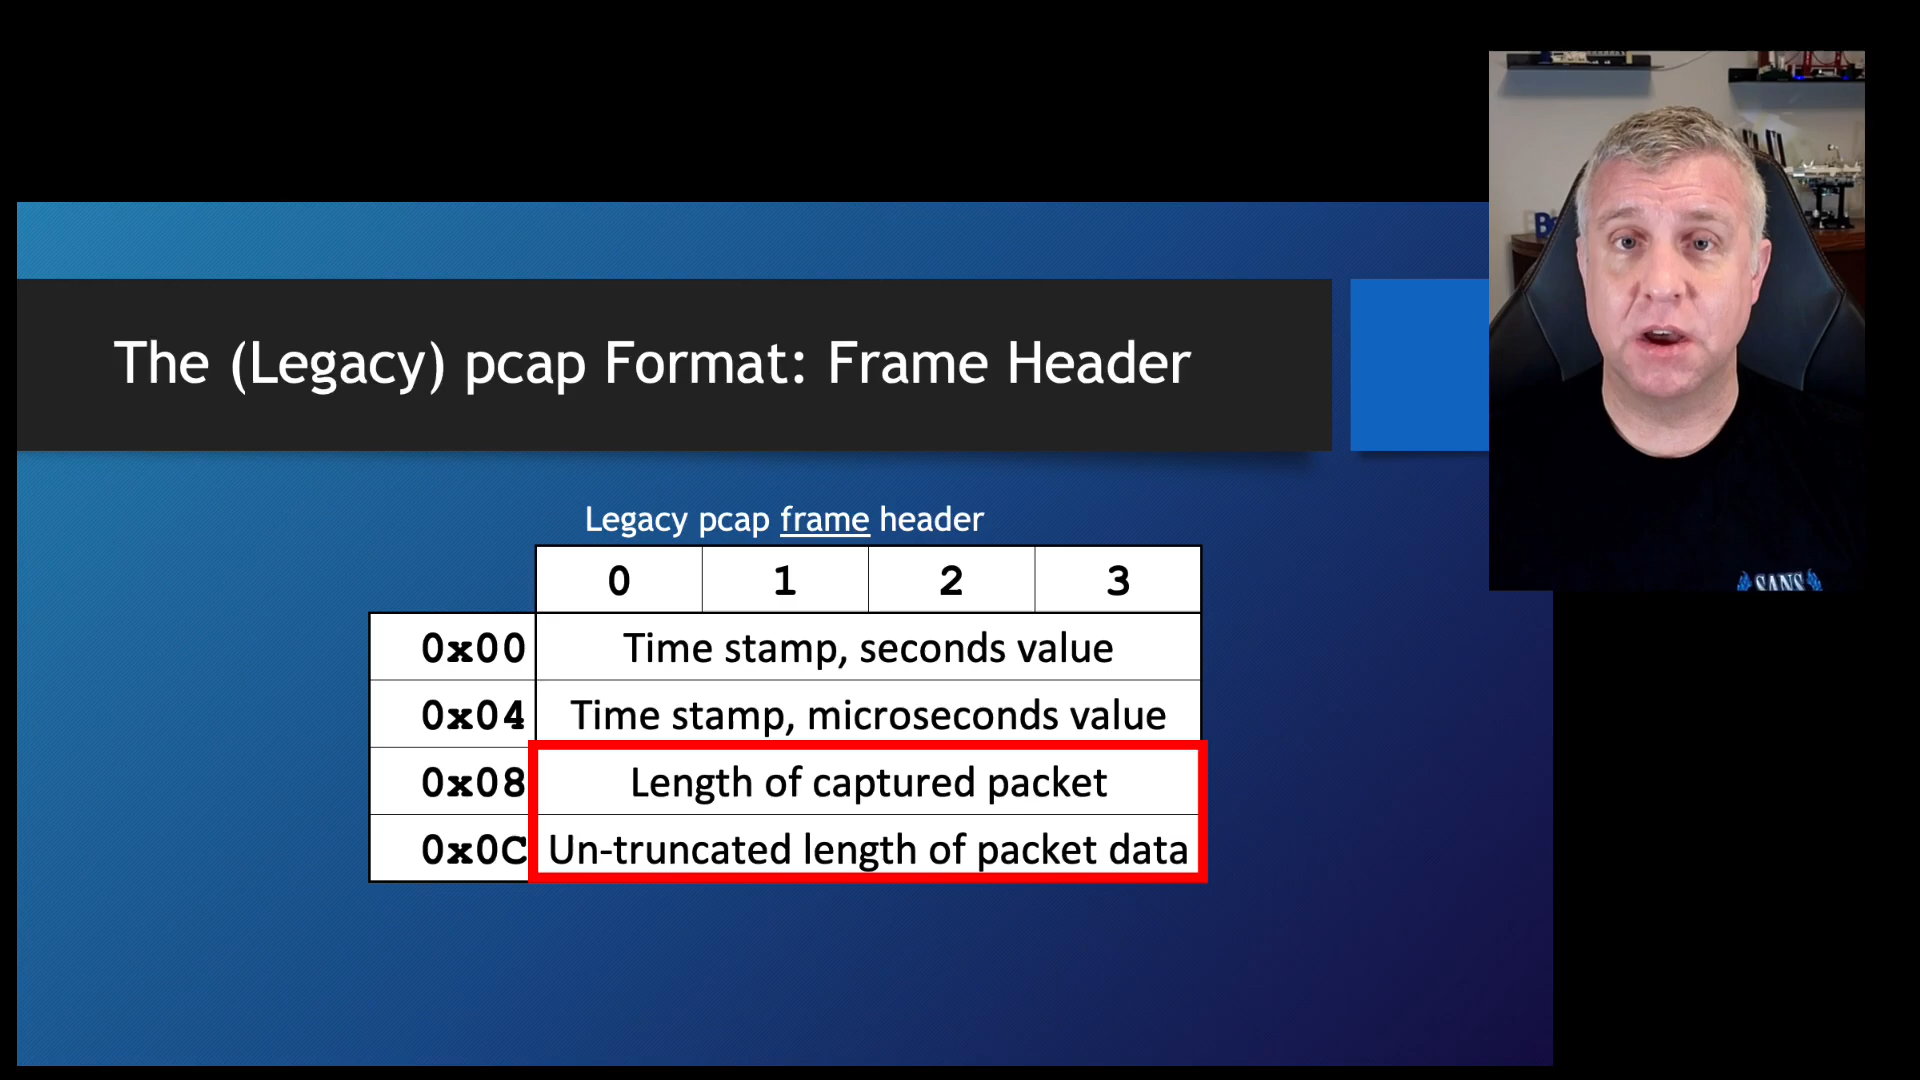 The (Legacy) pcap Format: Frame Header
Legacy pcap frame header
0 1 2 3
0x00 Time stamp, seconds value
0x04 Time stamp, microseconds value
0x08 Length of captured packet
0x0C Un-truncated length of packet data
SANS